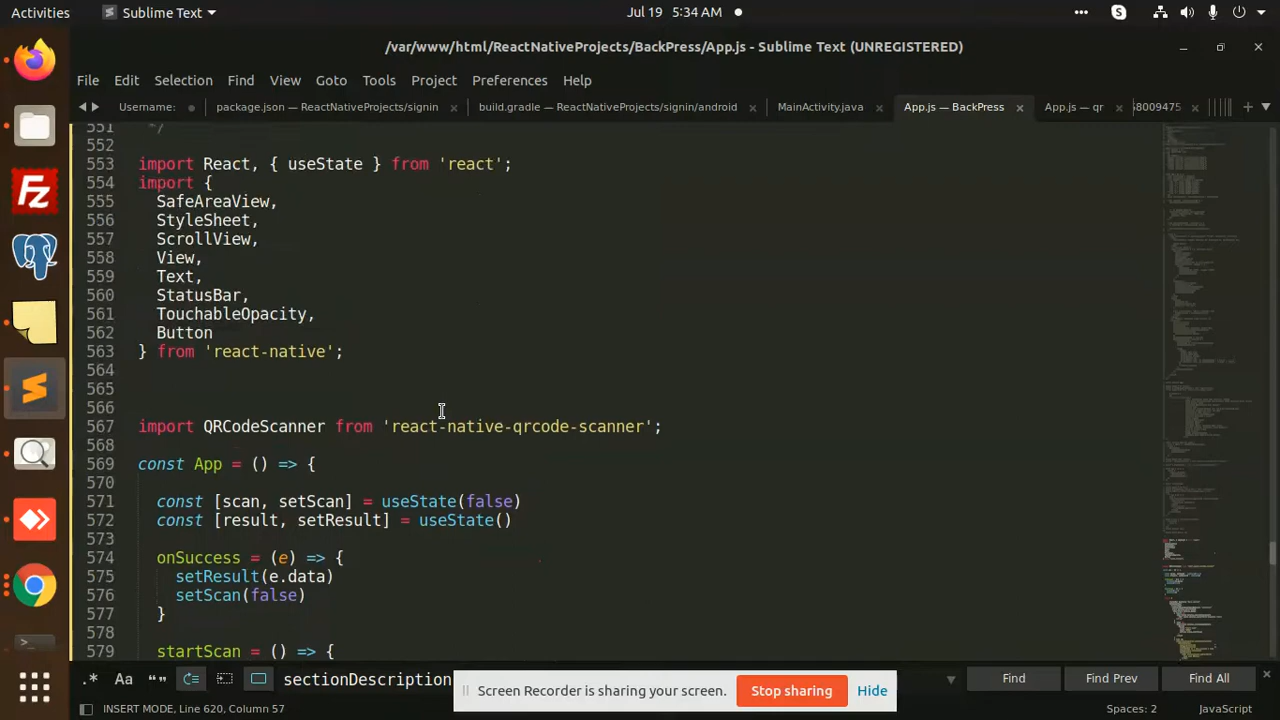 Activities
Sublime Text
Jul 19 5:34 AM
/var/www/html/ReactNativeProjects/BackPress/App.js - Sublime Text (UNREGISTERED)
File Edit Selection Find View Goto Tools Project Preferences Help
Username: package.json — ReactNativeProjects/signin build.gradle — ReactNativeProjects/signin/android MainActivity.java App.js — BackPress App.js — qr 58009475
551 */
552
553 import React, { useState } from 'react';
554 import {
555 SafeAreaView,
556 StyleSheet,
557 ScrollView,
558 View,
559 Text,
560 StatusBar,
561 TouchableOpacity,
562 Button
563 } from 'react-native';
564
565
566
567 import QRCodeScanner from 'react-native-qrcode-scanner';
568
569 const App = () => {
570
571 const [scan, setScan] = useState(false)
572 const [result, setResult] = useState()
573
574 onSuccess = (e) => {
575 setResult(e.data)
576 setScan(false)
577 }
578
579 startScan = () => {
.* Aa “” sectionDescription Find Find Prev Find All
Screen Recorder is sharing your screen. Stop sharing Hide
INSERT MODE, Line 620, Column 57 Spaces: 2 JavaScript